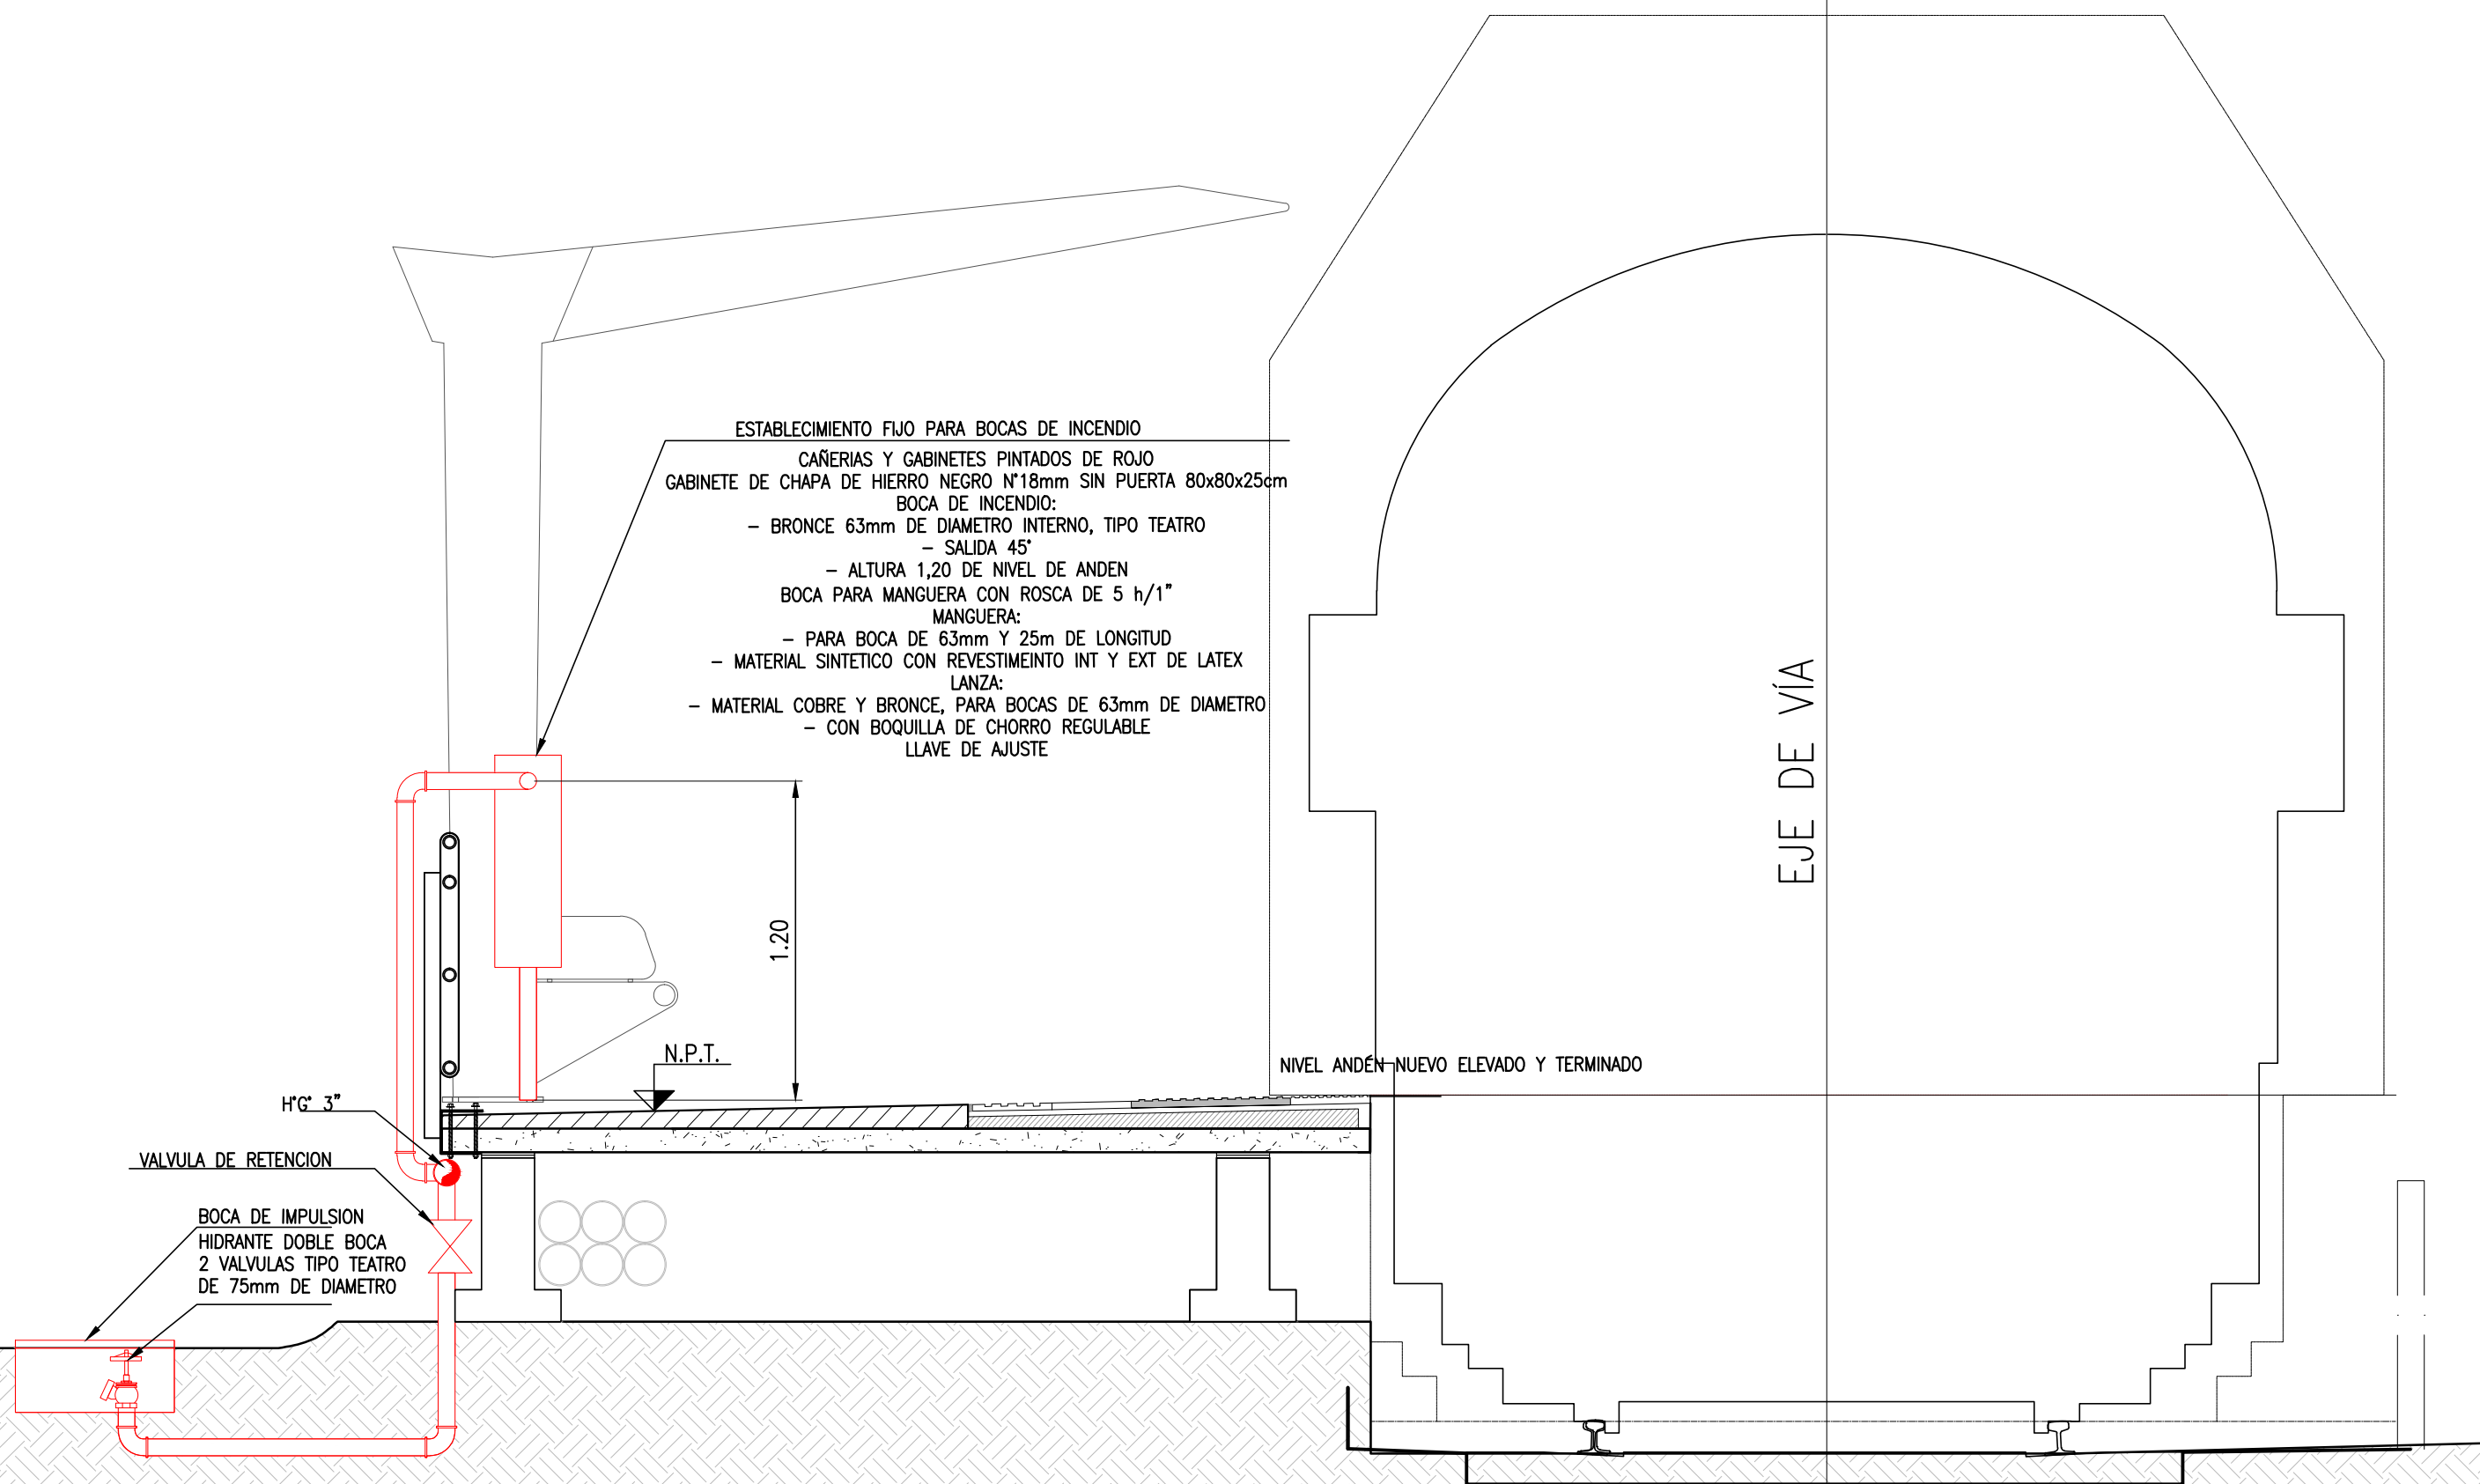 ESTABLECIMIENTO FIJO PARA BOCAS DE INCENDIO
CAÑERIAS Y GABINETES PINTADOS DE ROJO
GABINETE DE CHAPA DE HIERRO NEGRO N°18mm SIN PUERTA 80x80x25cm
BOCA DE INCENDIO:
- BRONCE 63mm DE DIAMETRO INTERNO, TIPO TEATRO
- SALIDA 45°
- ALTURA 1,20 DE NIVEL DE ANDEN
BOCA PARA MANGUERA CON ROSCA DE 5 h/1"
MANGUERA:
- PARA BOCA DE 63mm Y 25m DE LONGITUD
- MATERIAL SINTETICO CON REVESTIMEINTO INT Y EXT DE LATEX
LANZA:
- MATERIAL COBRE Y BRONCE, PARA BOCAS DE 63mm DE DIAMETRO
- CON BOQUILLA DE CHORRO REGULABLE
LLAVE DE AJUSTE
EJE DE VÍA
1.20
N.P.T.
NIVEL ANDÉN NUEVO ELEVADO Y TERMINADO
H°G° 3"
VALVULA DE RETENCION
BOCA DE IMPULSION
HIDRANTE DOBLE BOCA
2 VALVULAS TIPO TEATRO
DE 75mm DE DIAMETRO